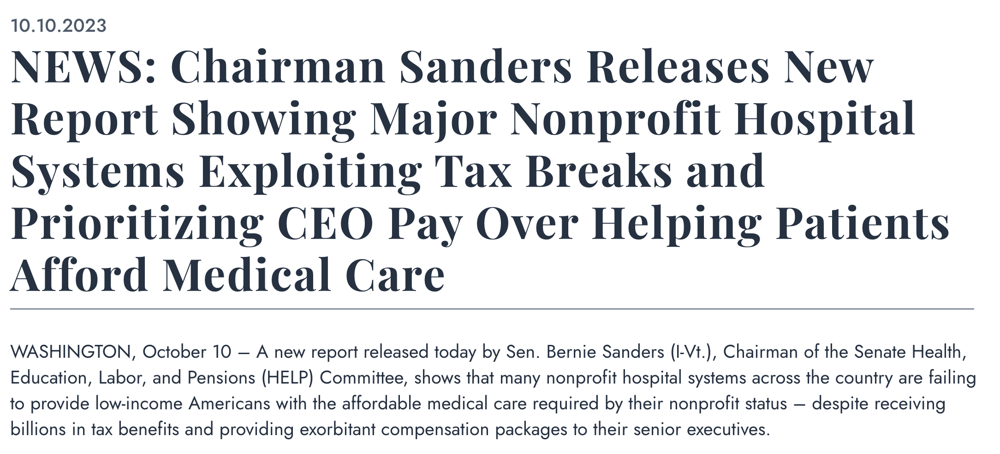 10.10.2023
NEWS: Chairman Sanders Releases New
Report Showing Major Nonprofit Hospital
Systems Exploiting Tax Breaks and
Prioritizing CEO Pay Over Helping Patients
Afford Medical Care
WASHINGTON, October 10 – A new report released today by Sen. Bernie Sanders (I-Vt.), Chairman of the Senate Health,
Education, Labor, and Pensions (HELP) Committee, shows that many nonprofit hospital systems across the country are failing
to provide low-income Americans with the affordable medical care required by their nonprofit status – despite receiving
billions in tax benefits and providing exorbitant compensation packages to their senior executives.